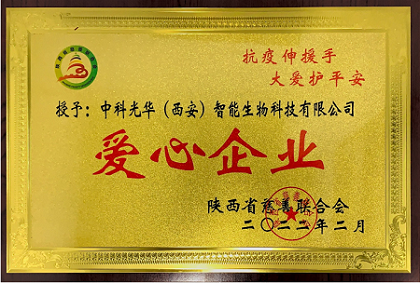 抗疫伸援手
大爱护平安
授予：中科光华（西安）智能生物科技有限公司
爱心企业
陕西省慈善联合会
二〇二二年二月